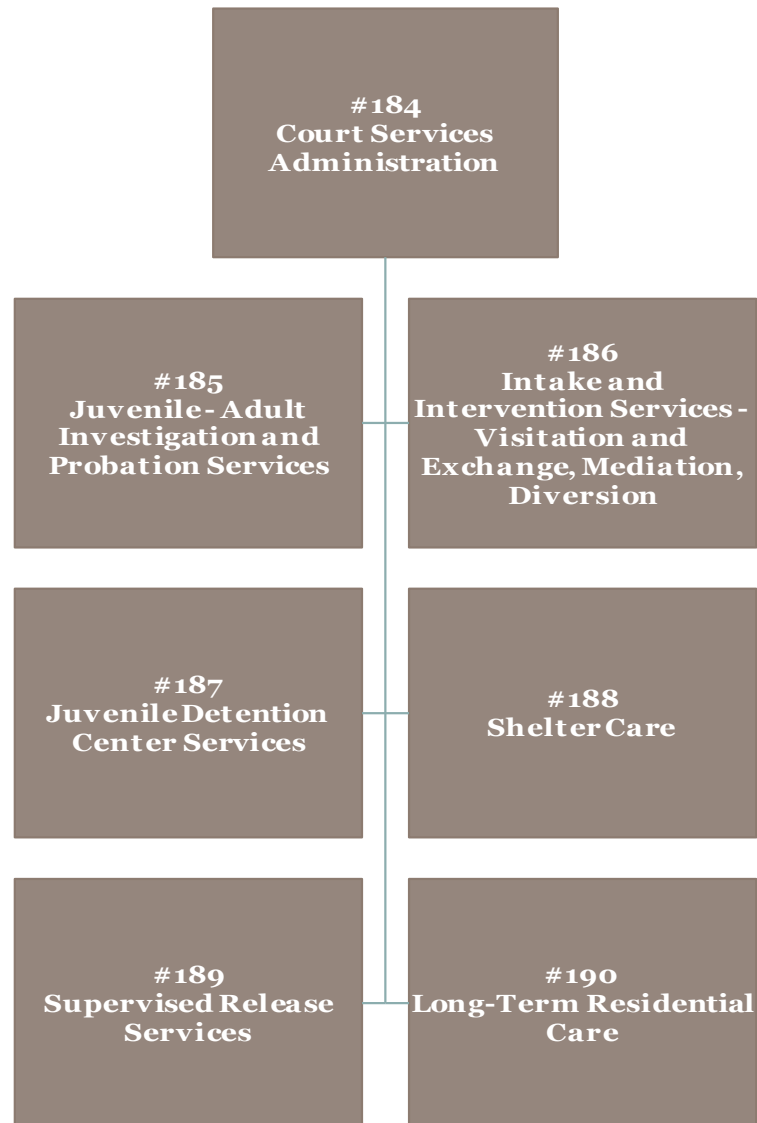 #184
Court Services
Administration
#185
Juvenile - Adult
Investigation and
Probation Services
#186
Intake and
Intervention Services -
Visitation and
Exchange, Mediation,
Diversion
#187
Juvenile Detention
Center Services
#188
Shelter Care
#189
Supervised Release
Services
#190
Long-Term Residential
Care